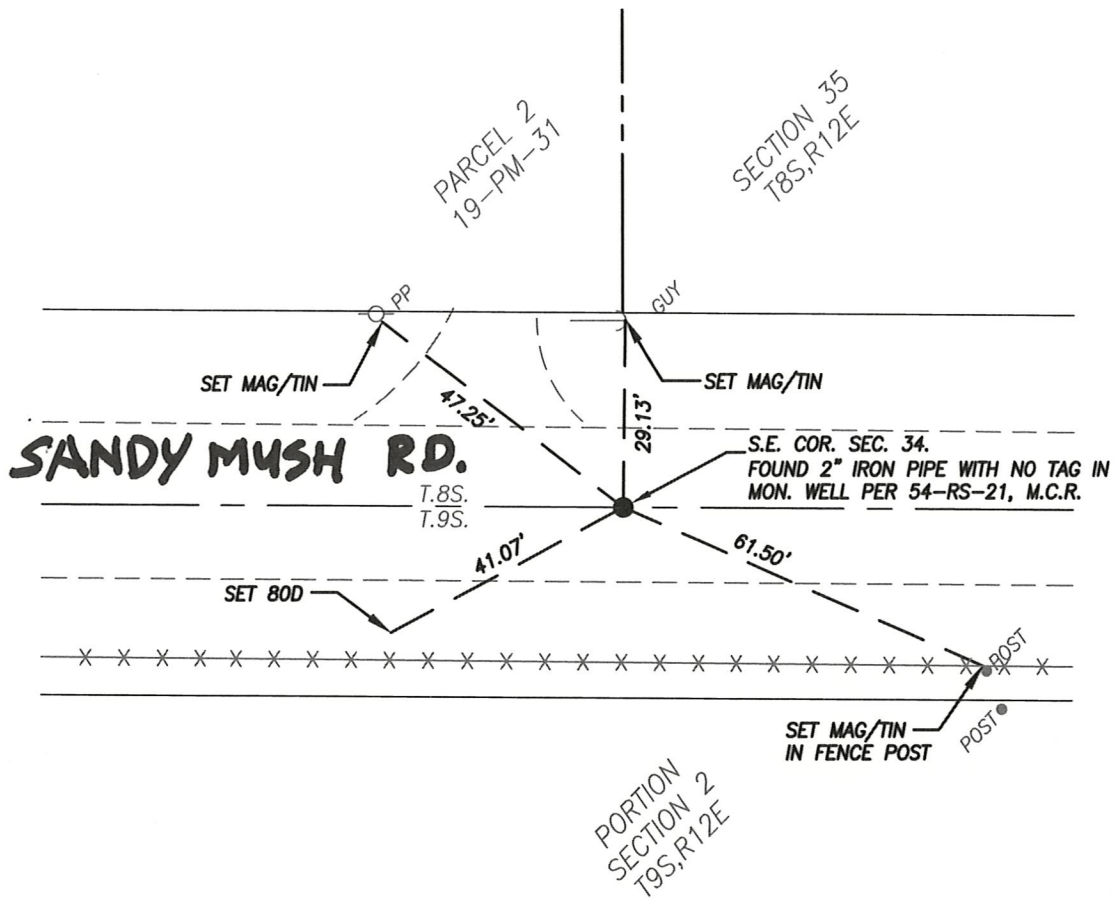 PARCEL 2
19-PM-31
SECTION 35
T8S,R12E
PP
GUY
SET MAG/TIN
SET MAG/TIN
47.25'
29.13'
SANDY MUSH RD.
T.8S.
T.9S.
S.E. COR. SEC. 34.
FOUND 2" IRON PIPE WITH NO TAG IN
MON. WELL PER 54-RS-21, M.C.R.
41.07'
61.50'
SET 80D
POST
SET MAG/TIN
IN FENCE POST
POST
PORTION
SECTION 2
T9S,R12E